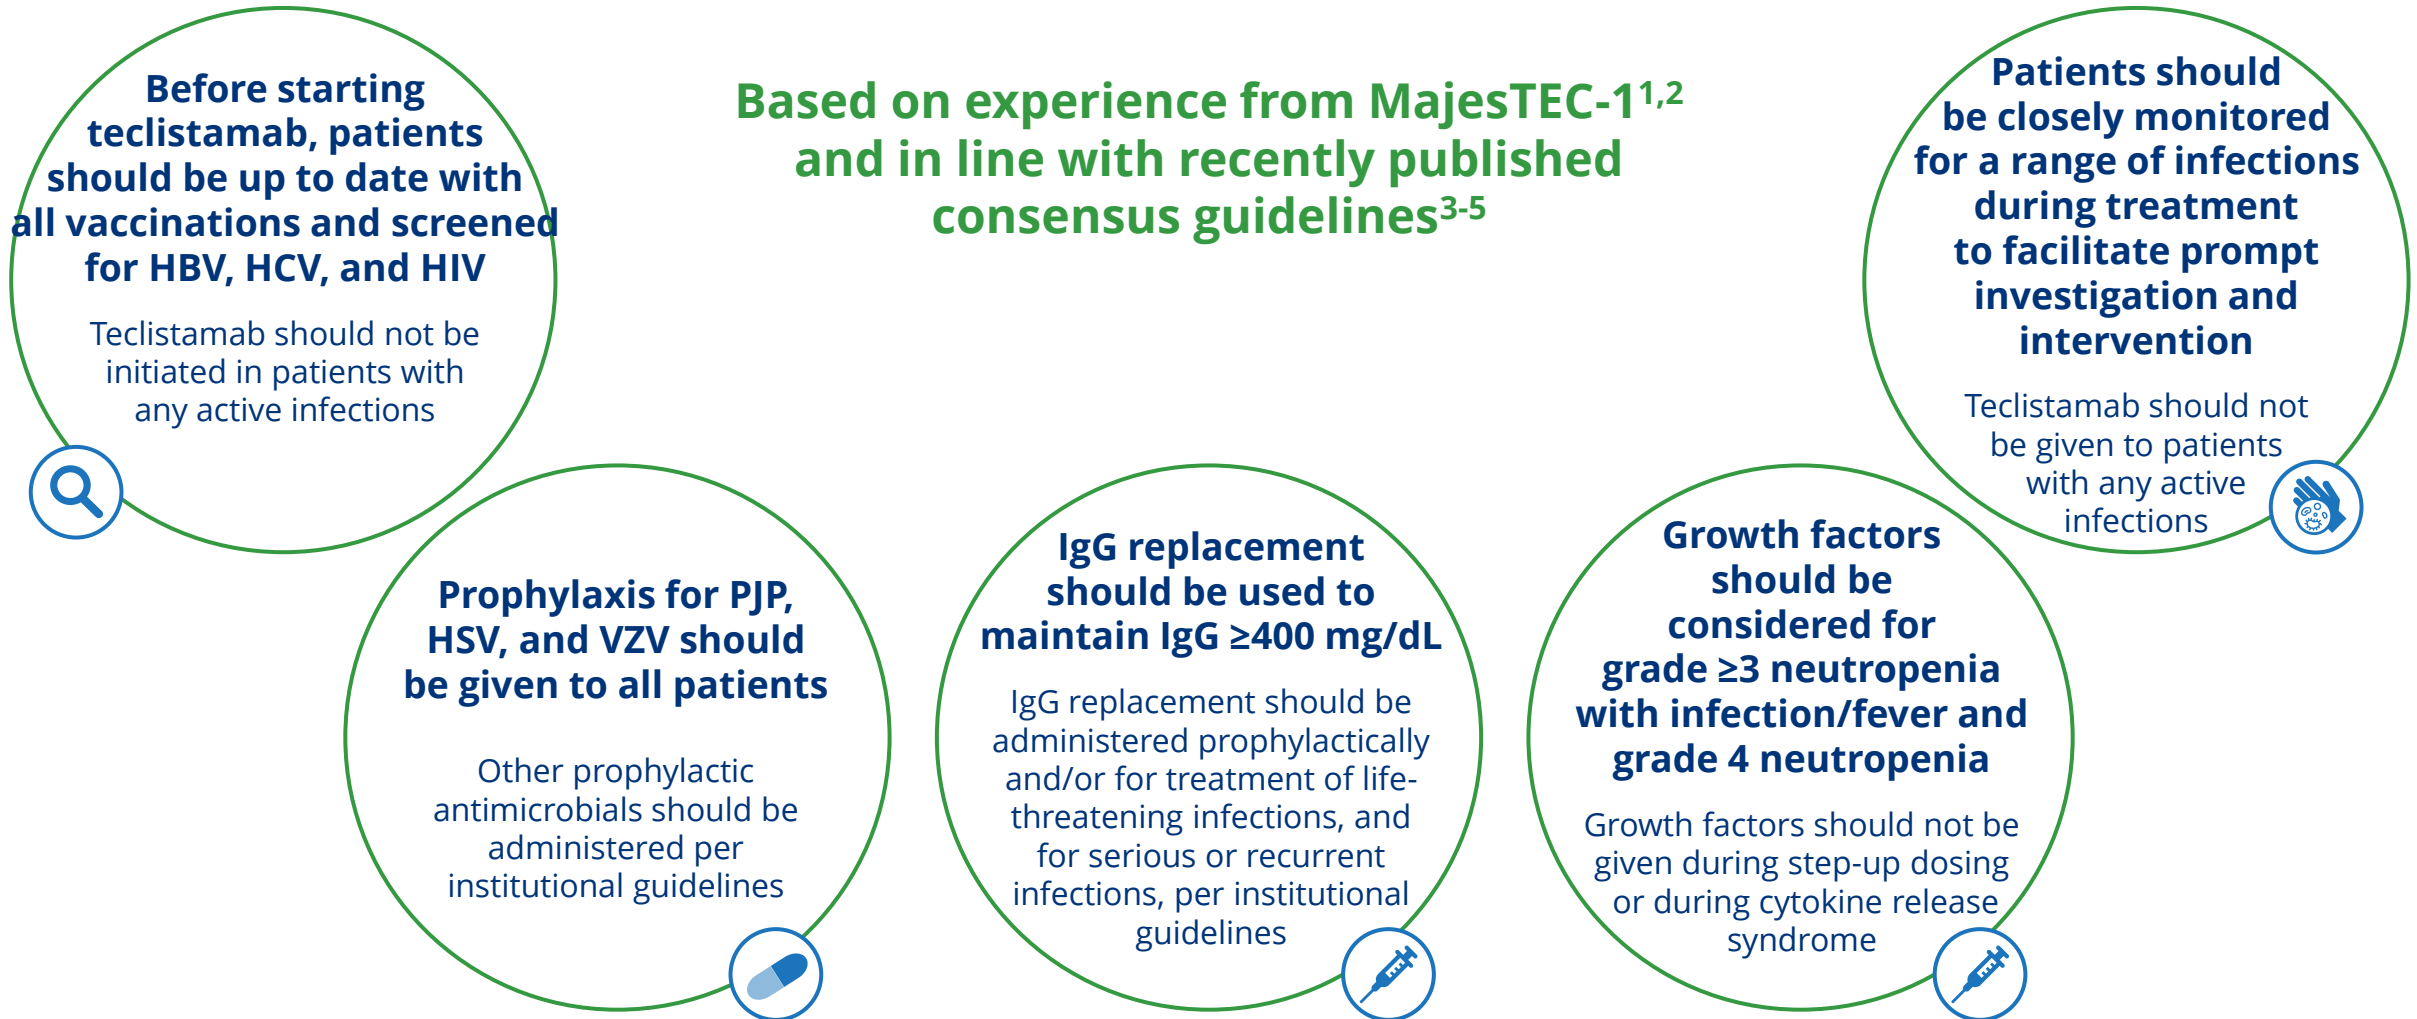 Before starting
teclistamab, patients
should be up to date with
all vaccinations and screened
for HBV, HCV, and HIV
Teclistamab should not be
initiated in patients with
any active infections
Based on experience from MajesTEC-1¹,²
and in line with recently published
consensus guidelines³⁻⁵
Patients should
be closely monitored
for a range of infections
during treatment
to facilitate prompt
investigation and
intervention
Teclistamab should not
be given to patients
with any active
infections
Prophylaxis for PJP,
HSV, and VZV should
be given to all patients
Other prophylactic
antimicrobials should be
administered per
institutional guidelines
IgG replacement
should be used to
maintain IgG ≥400 mg/dL
IgG replacement should be
administered prophylactically
and/or for treatment of life-
threatening infections, and
for serious or recurrent
infections, per institutional
guidelines
Growth factors
should be
considered for
grade ≥3 neutropenia
with infection/fever and
grade 4 neutropenia
Growth factors should not be
given during step-up dosing
or during cytokine release
syndrome